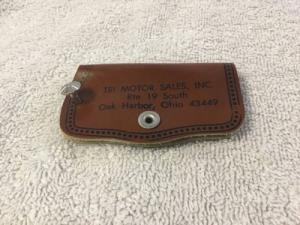 TRI MOTOR SALES, INC.
Rte 19 South
Oak Harbor, Ohio 43449